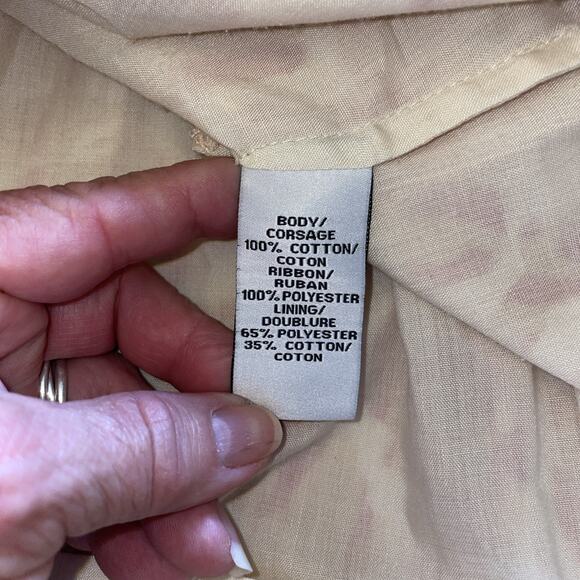 BODY/
CORSAGE
100% COTTON/
COTON
RIBBON/
RUBAN
100% POLYESTER
LINING/
DOUBLURE
65% POLYESTER
35% COTTON/
COTON